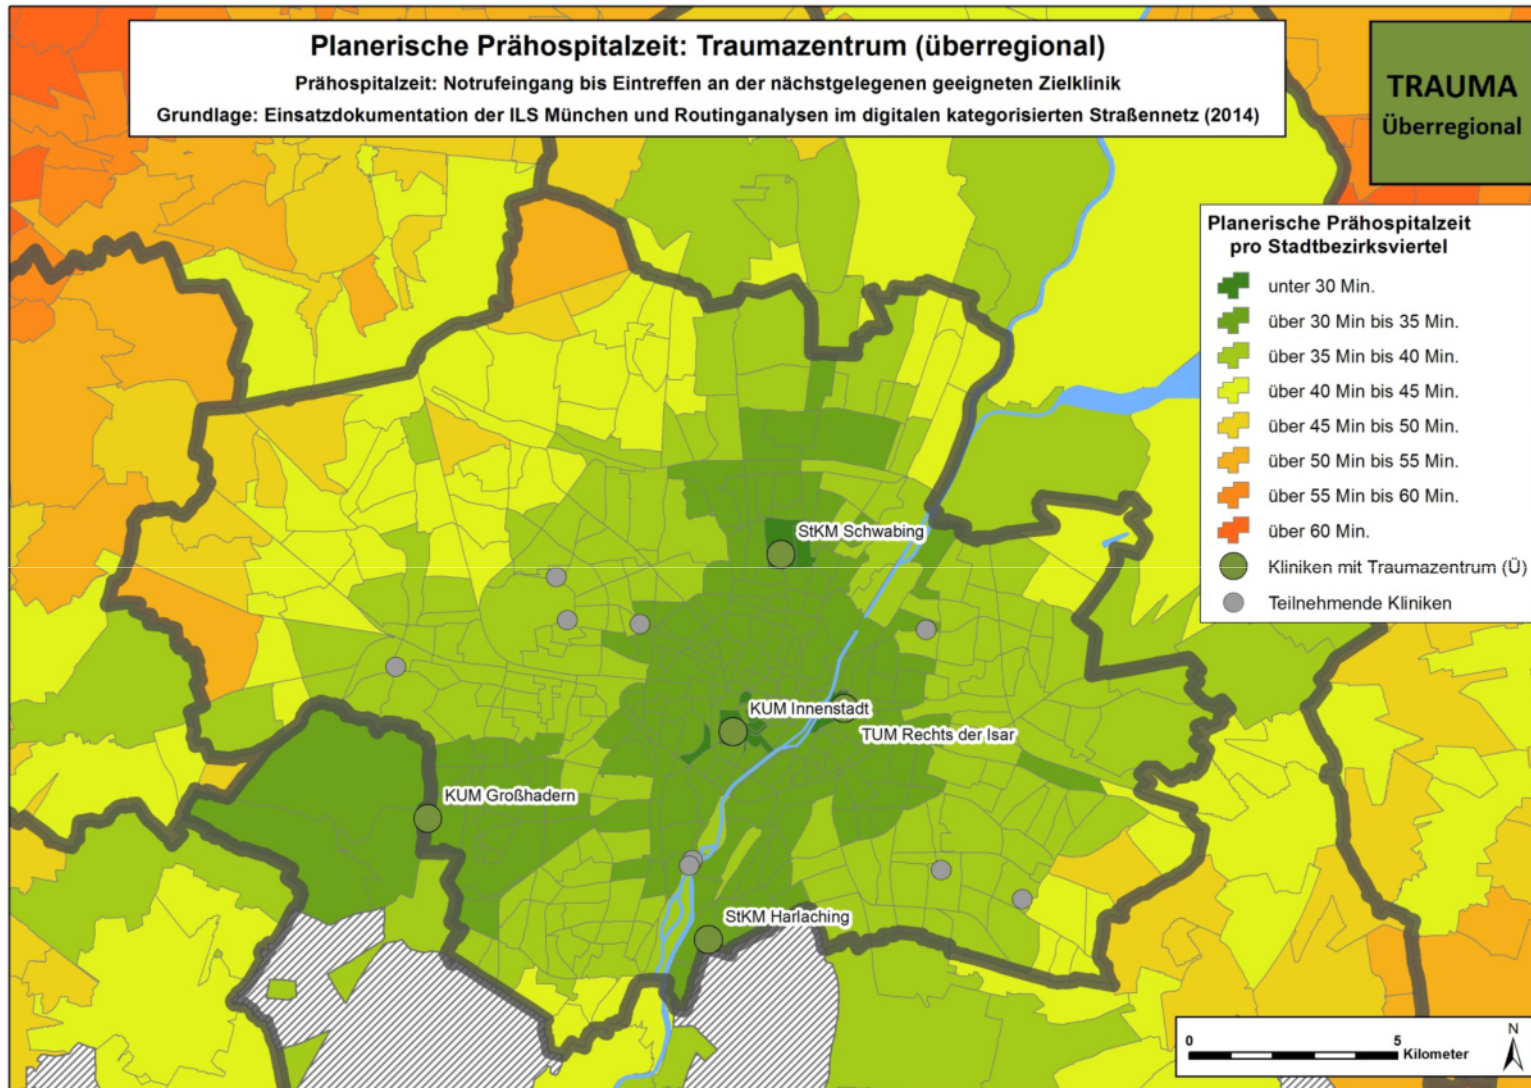 Planerische Prähospitalzeit: Traumazentrum (überregional)
Prähospitalzeit: Notrufeingang bis Eintreffen an der nächstgelegenen geeigneten Zielklinik
Grundlage: Einsatzdokumentation der ILS München und Routinganalysen im digitalen kategorisierten Straßennetz (2014)
TRAUMA
Überregional
Planerische Prähospitalzeit
pro Stadtbezirksviertel
unter 30 Min.
über 30 Min bis 35 Min.
über 35 Min bis 40 Min.
über 40 Min bis 45 Min.
über 45 Min bis 50 Min.
über 50 Min bis 55 Min.
über 55 Min bis 60 Min.
über 60 Min.
Kliniken mit Traumazentrum (Ü)
Teilnehmende Kliniken
StKM Schwabing
KUM Innenstadt
TUM Rechts der Isar
KUM Großhadern
StKM Harlaching
0 5 Kilometer
N